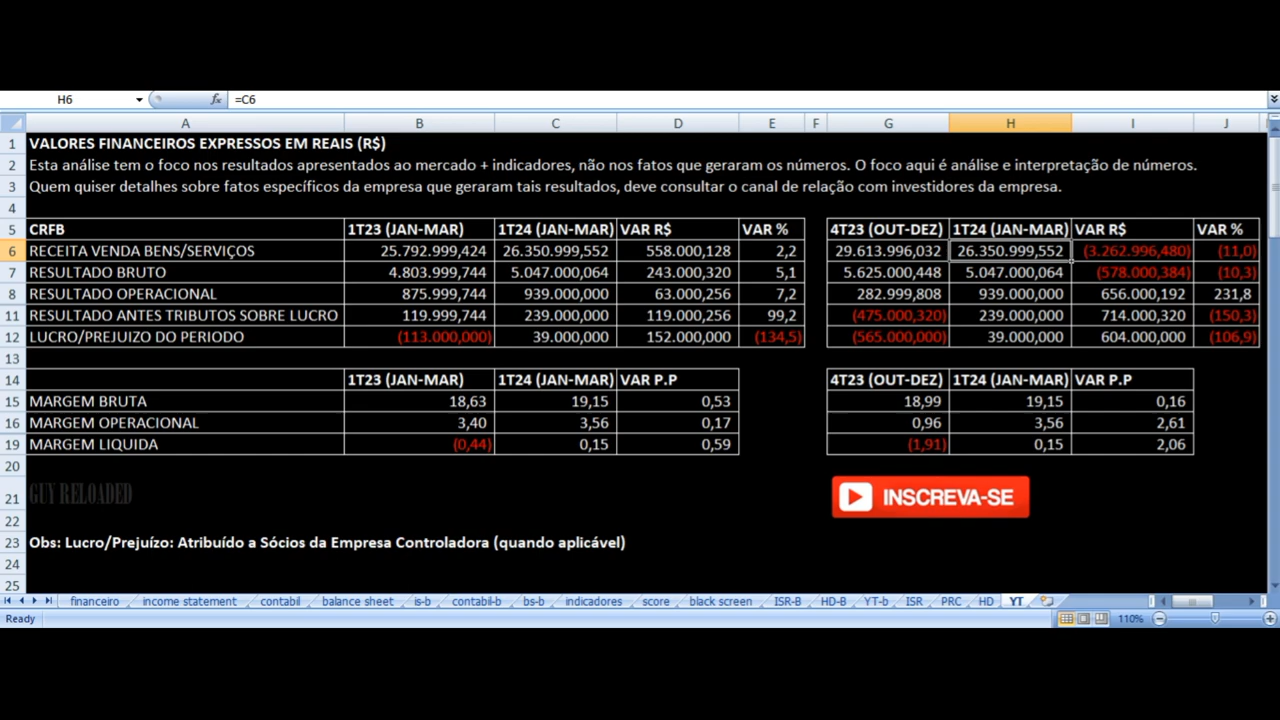 H6 fx =C6
A B C D E F G H I J
1 VALORES FINANCEIROS EXPRESSOS EM REAIS (R$)
2 Esta análise tem o foco nos resultados apresentados ao mercado + indicadores, não nos fatos que geraram os números. O foco aqui é análise e interpretação de números.
3 Quem quiser detalhes sobre fatos específicos da empresa que geraram tais resultados, deve consultar o canal de relação com investidores da empresa.
4
5 CRFB 1T23 (JAN-MAR) 1T24 (JAN-MAR) VAR R$ VAR % 4T23 (OUT-DEZ) 1T24 (JAN-MAR) VAR R$ VAR %
6 RECEITA VENDA BENS/SERVIÇOS 25.792.999,424 26.350.999,552 558.000,128 2,2 29.613.996,032 26.350.999,552 (3.262.996,480) (11,0)
7 RESULTADO BRUTO 4.803.999,744 5.047.000,064 243.000,320 5,1 5.625.000,448 5.047.000,064 (578.000,384) (10,3)
8 RESULTADO OPERACIONAL 875.999,744 939.000,000 63.000,256 7,2 282.999,808 939.000,000 656.000,192 231,8
11 RESULTADO ANTES TRIBUTOS SOBRE LUCRO 119.999,744 239.000,000 119.000,256 99,2 (475.000,320) 239.000,000 714.000,320 (150,3)
12 LUCRO/PREJUIZO DO PERIODO (113.000,000) 39.000,000 152.000,000 (134,5) (565.000,000) 39.000,000 604.000,000 (106,9)
13
14 1T23 (JAN-MAR) 1T24 (JAN-MAR) VAR P.P 4T23 (OUT-DEZ) 1T24 (JAN-MAR) VAR P.P
15 MARGEM BRUTA 18,63 19,15 0,53 18,99 19,15 0,16
16 MARGEM OPERACIONAL 3,40 3,56 0,17 0,96 3,56 2,61
19 MARGEM LIQUIDA (0,44) 0,15 0,59 (1,91) 0,15 2,06
20
21 GUY RELOADED INSCREVA-SE
22
23 Obs: Lucro/Prejuízo: Atribuído a Sócios da Empresa Controladora (quando aplicável)
24
25
financeiro income statement contabil balance sheet is-b contabil-b bs-b indicadores score black screen ISR-B HD-B YT-b ISR PRC HD YT
Ready 110%